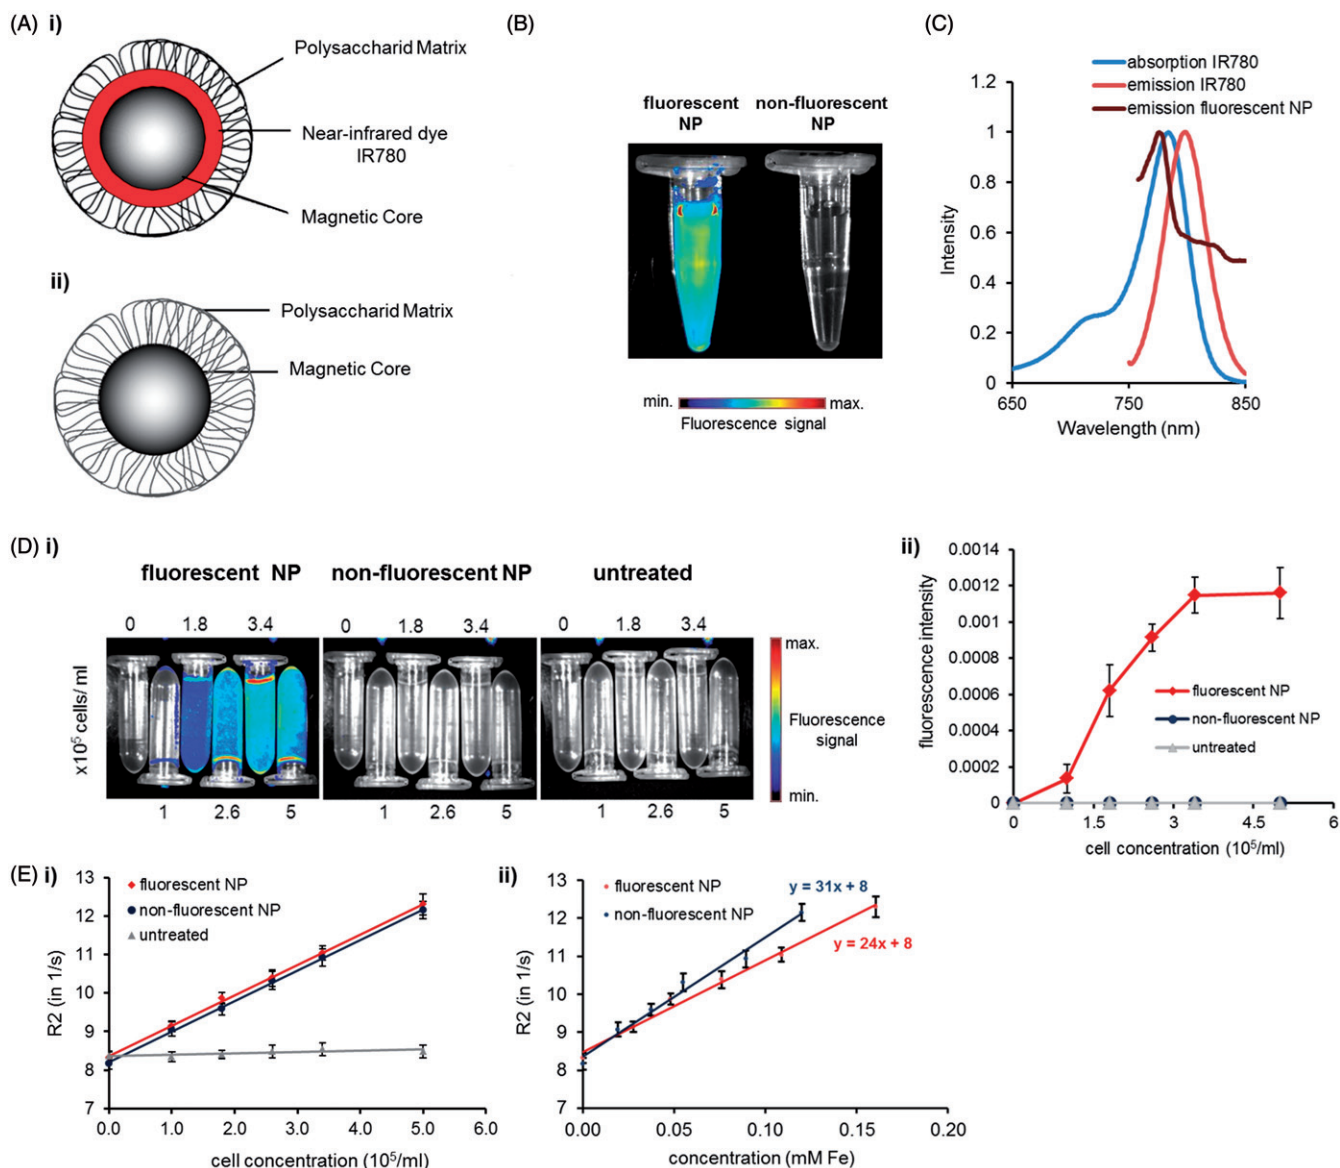 (A) i)
Polysaccharid Matrix
Near-infrared dye
IR780
Magnetic Core
ii)
Polysaccharid Matrix
Magnetic Core
(B)
fluorescent non-fluorescent
NP NP
min. max.
Fluorescence signal
(C)
absorption IR780
emission IR780
emission fluorescent NP
1.2
1
0.8
0.6
0.4
0.2
0
Intensity
650 750 850
Wavelength (nm)
(D) i)
fluorescent NP non-fluorescent NP untreated
0 1.8 3.4 0 1.8 3.4 0 1.8 3.4
x10⁵ cells/ ml
1 2.6 5 1 2.6 5 1 2.6 5
max.
Fluorescence
signal
min.
ii)
0.0014
0.0012
0.001
0.0008
0.0006
0.0004
0.0002
0
fluorescence intensity
fluorescent NP
non-fluorescent NP
untreated
0 1.5 3 4.5 6
cell concentration (10⁵/ml)
(E) i)
13
12
11
10
9
8
7
R2 (in 1/s)
fluorescent NP
non-fluorescent NP
untreated
0.0 1.0 2.0 3.0 4.0 5.0 6.0
cell concentration (10⁵/ml)
ii)
13
12
11
10
9
8
7
R2 (in 1/s)
fluorescent NP
non-fluorescent NP
y = 31x + 8
y = 24x + 8
0.00 0.05 0.10 0.15 0.20
concentration (mM Fe)